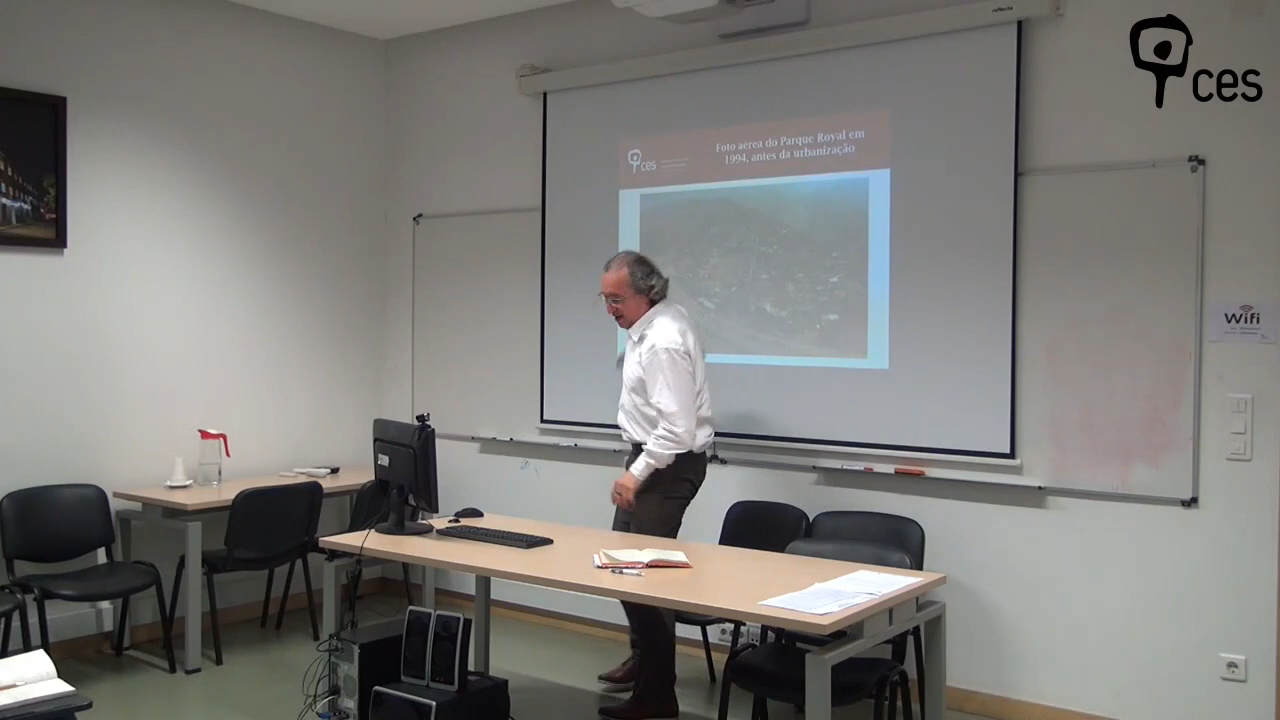 ces
Foto aérea do Parque Royal em
1994, antes da urbanização
ces
Wifi